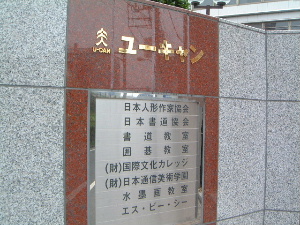 U-CAN
ユーキャン
日本人形作家協会
日本書道協会
書道教室
囲碁教室
(財)国際文化カレッジ
(財)日本通信美術学園
水墨画教室
エス・ピー・シー